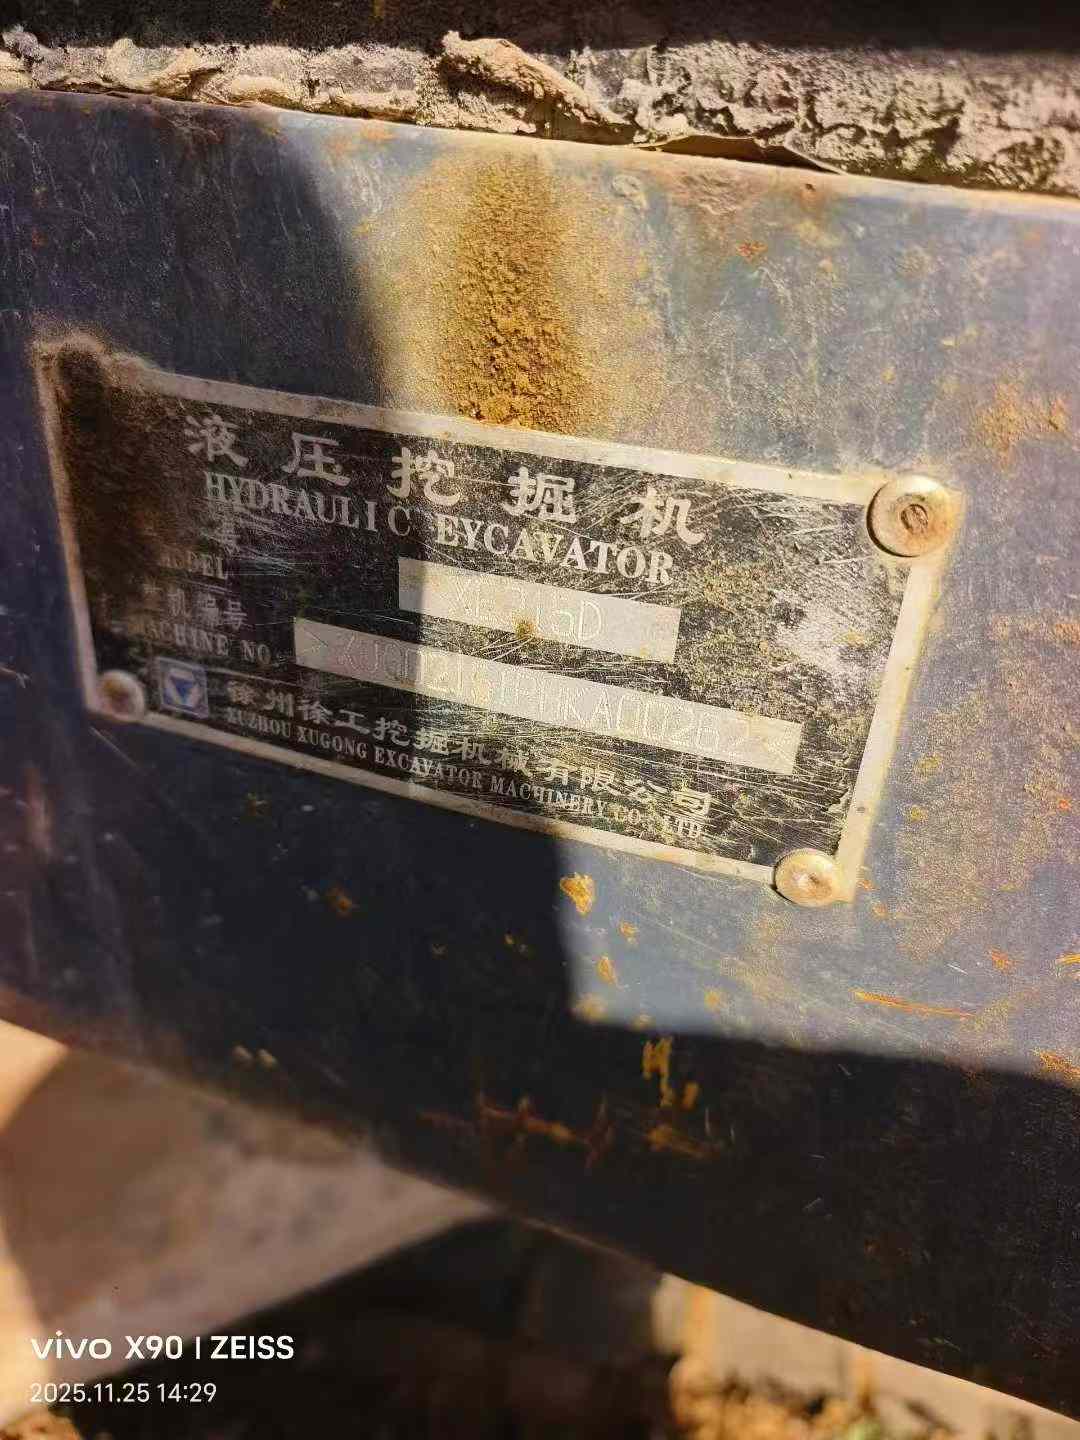 液压挖掘机
HYDRAULIC EYCAVATOR
号
MODEL
机编号
MACHINE NO
徐州徐工挖掘机械有限公司
XUZHOU XUGONG EXCAVATOR MACHINERY CO., LTD.
vivo X90 | ZEISS
2025.11.25 14:29